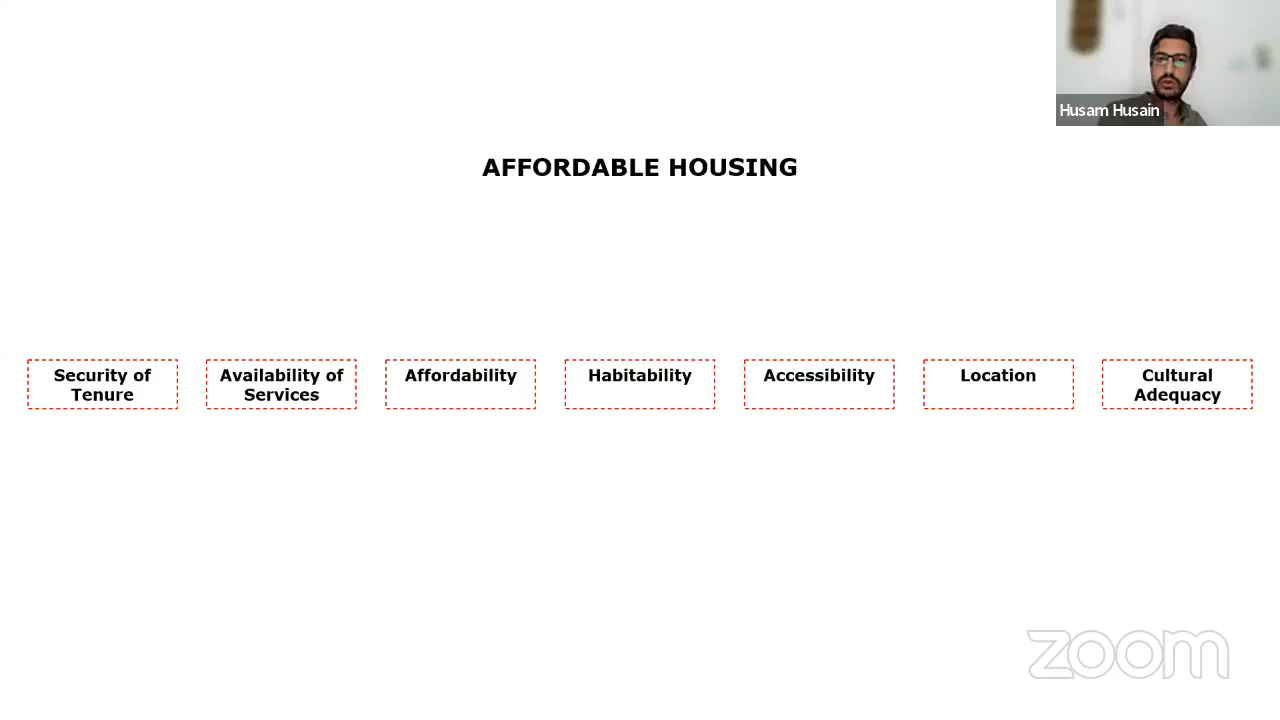 Husam Husain
AFFORDABLE HOUSING
Security of
Tenure
Availability of
Services
Affordability
Habitability
Accessibility
Location
Cultural
Adequacy
zoom